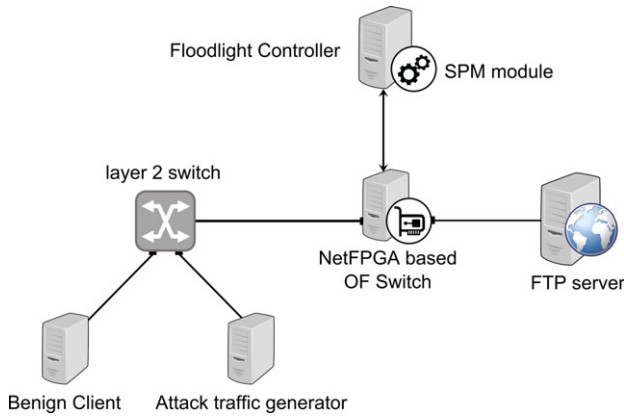 Floodlight Controller
SPM module
layer 2 switch
NetFPGA based
OF Switch
FTP server
Benign Client
Attack traffic generator